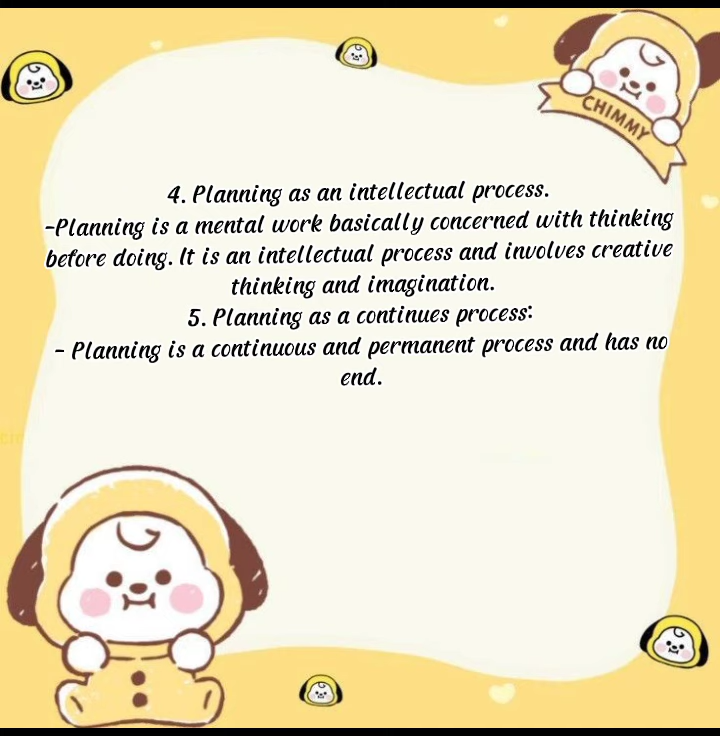 CHIMMY
4. Planning as an intellectual process.
-Planning is a mental work basically concerned with thinking
before doing. It is an intellectual process and involves creative
thinking and imagination.
5. Planning as a continues process:
- Planning is a continuous and permanent process and has no
end.